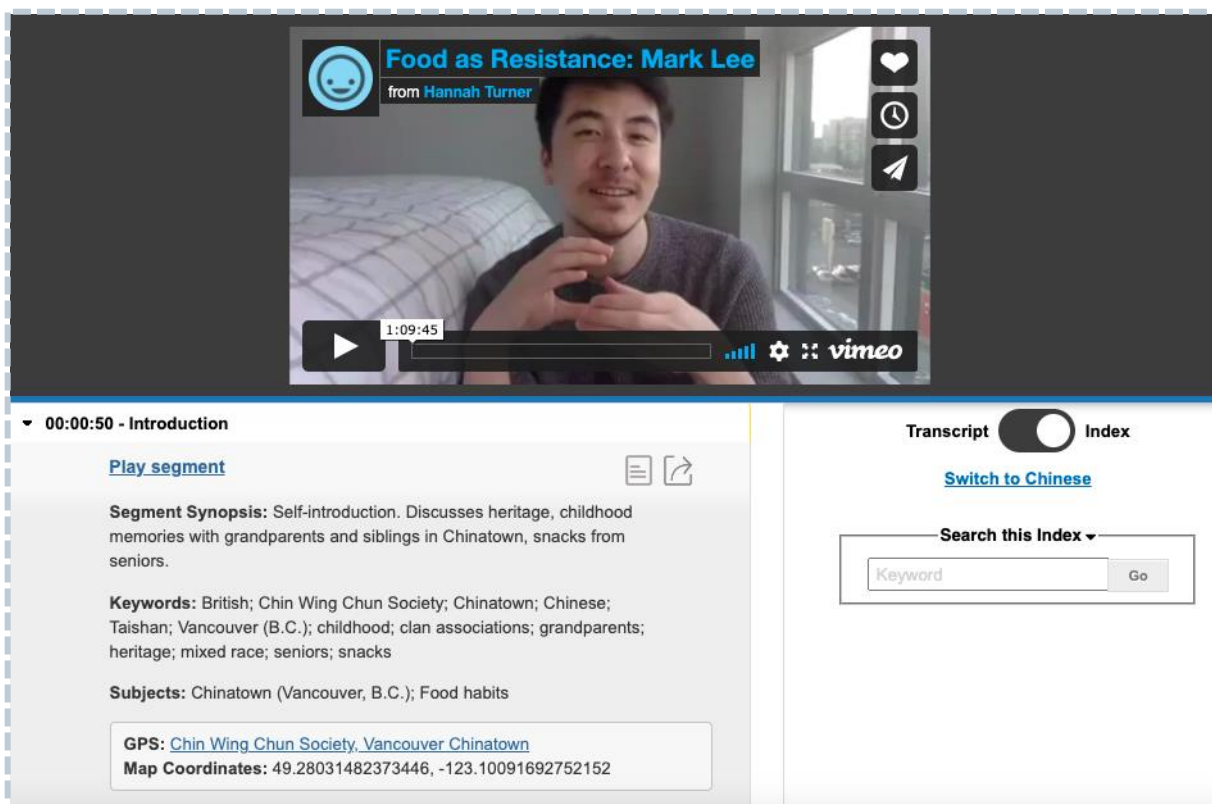 Food as Resistance: Mark Lee
from Hannah Turner
1:09:45
vimeo
00:00:50 - Introduction
Play segment
Segment Synopsis: Self-introduction. Discusses heritage, childhood
memories with grandparents and siblings in Chinatown, snacks from
seniors.
Keywords: British; Chin Wing Chun Society; Chinatown; Chinese;
Taishan; Vancouver (B.C.); childhood; clan associations; grandparents;
heritage; mixed race; seniors; snacks
Subjects: Chinatown (Vancouver, B.C.); Food habits
GPS: Chin Wing Chun Society, Vancouver Chinatown
Map Coordinates: 49.28031482373446, -123.10091692752152
Transcript Index
Switch to Chinese
Search this Index
Keyword Go